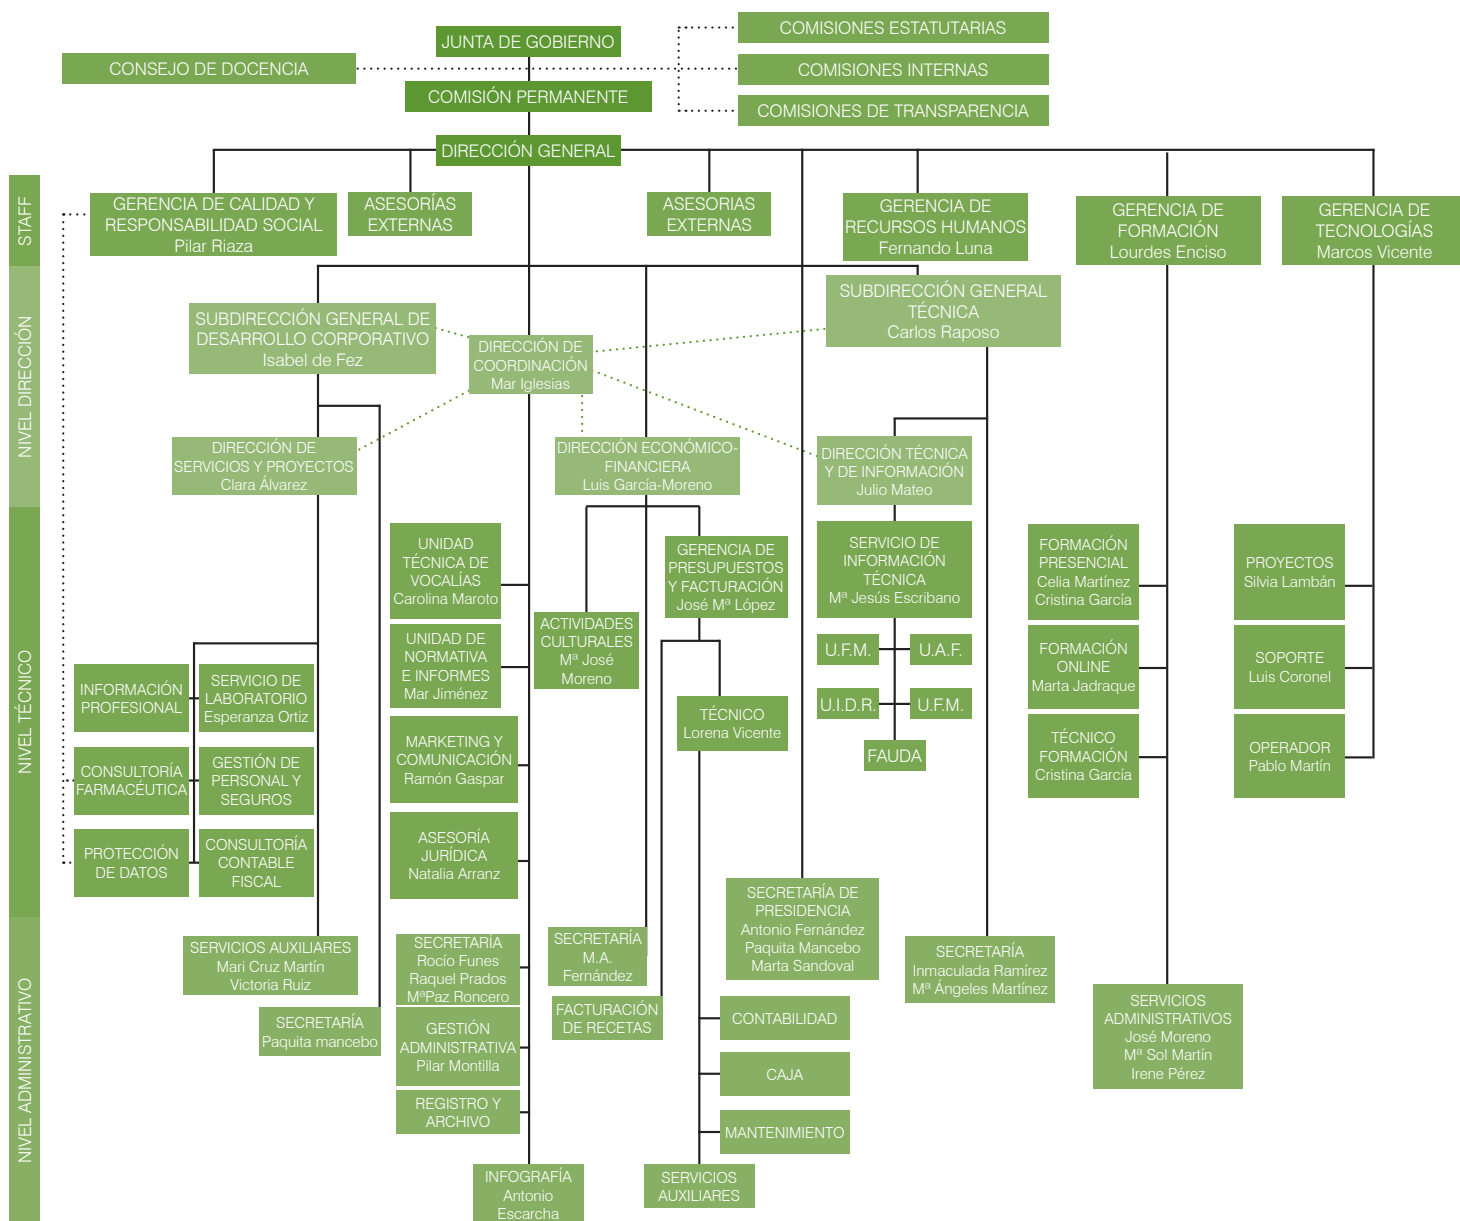 JUNTA DE GOBIERNO
CONSEJO DE DOCENCIA
COMISIÓN PERMANENTE
COMISIONES ESTATUTARIAS
COMISIONES INTERNAS
COMISIONES DE TRANSPARENCIA
DIRECCIÓN GENERAL
STAFF
GERENCIA DE CALIDAD Y
RESPONSABILIDAD SOCIAL
Pilar Riaza
ASESORÍAS
EXTERNAS
ASESORIAS
EXTERNAS
GERENCIA DE
RECURSOS HUMANOS
Fernando Luna
GERENCIA DE
FORMACIÓN
Lourdes Enciso
GERENCIA DE
TECNOLOGÍAS
Marcos Vicente
NIVEL DIRECCIÓN
SUBDIRECCIÓN GENERAL DE
DESARROLLO CORPORATIVO
Isabel de Fez
DIRECCIÓN DE
COORDINACIÓN
Mar Iglesias
SUBDIRECCIÓN GENERAL
TÉCNICA
Carlos Raposo
DIRECCIÓN DE
SERVICIOS Y PROYECTOS
Clara Álvarez
DIRECCIÓN ECONÓMICO-
FINANCIERA
Luis García-Moreno
DIRECCIÓN TÉCNICA
Y DE INFORMACIÓN
Julio Mateo
NIVEL TÉCNICO
UNIDAD
TÉCNICA DE
VOCALÍAS
Carolina Maroto
UNIDAD DE
NORMATIVA
E INFORMES
Mar Jiménez
MARKETING Y
COMUNICACIÓN
Ramón Gaspar
ASESORÍA
JURÍDICA
Natalia Arranz
ACTIVIDADES
CULTURALES
Mª José
Moreno
GERENCIA DE
PRESUPUESTOS
Y FACTURACIÓN
José Mª López
TÉCNICO
Lorena Vicente
SERVICIO DE
INFORMACIÓN
TÉCNICA
Mª Jesús Escribano
U.F.M.
U.A.F.
U.I.D.R.
U.F.M.
FAUDA
FORMACIÓN
PRESENCIAL
Celia Martínez
Cristina García
FORMACIÓN
ONLINE
Marta Jadraque
TÉCNICO
FORMACIÓN
Cristina García
PROYECTOS
Silvia Lambán
SOPORTE
Luis Coronel
OPERADOR
Pablo Martín
INFORMACIÓN
PROFESIONAL
SERVICIO DE
LABORATORIO
Esperanza Ortiz
CONSULTORÍA
FARMACÉUTICA
GESTIÓN DE
PERSONAL Y
SEGUROS
PROTECCIÓN
DE DATOS
CONSULTORÍA
CONTABLE
FISCAL
NIVEL ADMINISTRATIVO
SERVICIOS AUXILIARES
Mari Cruz Martín
Victoria Ruiz
SECRETARÍA
Paquita mancebo
SECRETARÍA
Rocío Funes
Raquel Prados
MªPaz Roncero
GESTIÓN
ADMINISTRATIVA
Pilar Montilla
REGISTRO Y
ARCHIVO
INFOGRAFÍA
Antonio
Escarcha
SECRETARÍA
M.A.
Fernández
FACTURACIÓN
DE RECETAS
SECRETARÍA DE
PRESIDENCIA
Antonio Fernández
Paquita Mancebo
Marta Sandoval
CONTABILIDAD
CAJA
MANTENIMIENTO
SERVICIOS
AUXILIARES
SECRETARÍA
Inmaculada Ramírez
Mª Ángeles Martínez
SERVICIOS
ADMINISTRATIVOS
José Moreno
Mª Sol Martín
Irene Pérez